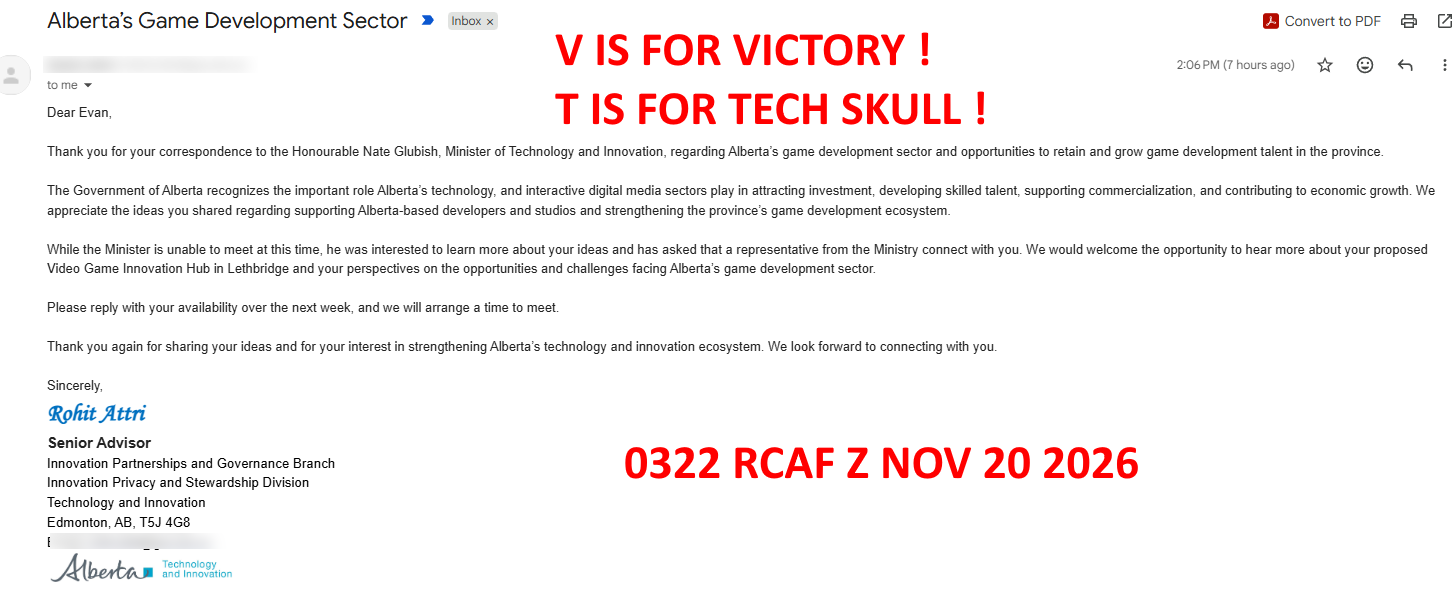 Alberta's Game Development Sector
Inbox ×
Convert to PDF
V IS FOR VICTORY !
2:06 PM (7 hours ago)
to me
T IS FOR TECH SKULL !
Dear Evan,
Thank you for your correspondence to the Honourable Nate Glubish, Minister of Technology and Innovation, regarding Alberta's game development sector and opportunities to retain and grow game development talent in the province.
The Government of Alberta recognizes the important role Alberta's technology, and interactive digital media sectors play in attracting investment, developing skilled talent, supporting commercialization, and contributing to economic growth. We
appreciate the ideas you shared regarding supporting Alberta-based developers and studios and strengthening the province's game development ecosystem.
While the Minister is unable to meet at this time, he was interested to learn more about your ideas and has asked that a representative from the Ministry connect with you. We would welcome the opportunity to hear more about your proposed
Video Game Innovation Hub in Lethbridge and your perspectives on the opportunities and challenges facing Alberta's game development sector.
Please reply with your availability over the next week, and we will arrange a time to meet.
Thank you again for sharing your ideas and for your interest in strengthening Alberta's technology and innovation ecosystem. We look forward to connecting with you.
Sincerely,
Rohit Attri
Senior Advisor
0322 RCAF Z NOV 20 2026
Innovation Partnerships and Governance Branch
Innovation Privacy and Stewardship Division
Technology and Innovation
Edmonton, AB, T5J 4G8
Alberta Technology
and Innovation